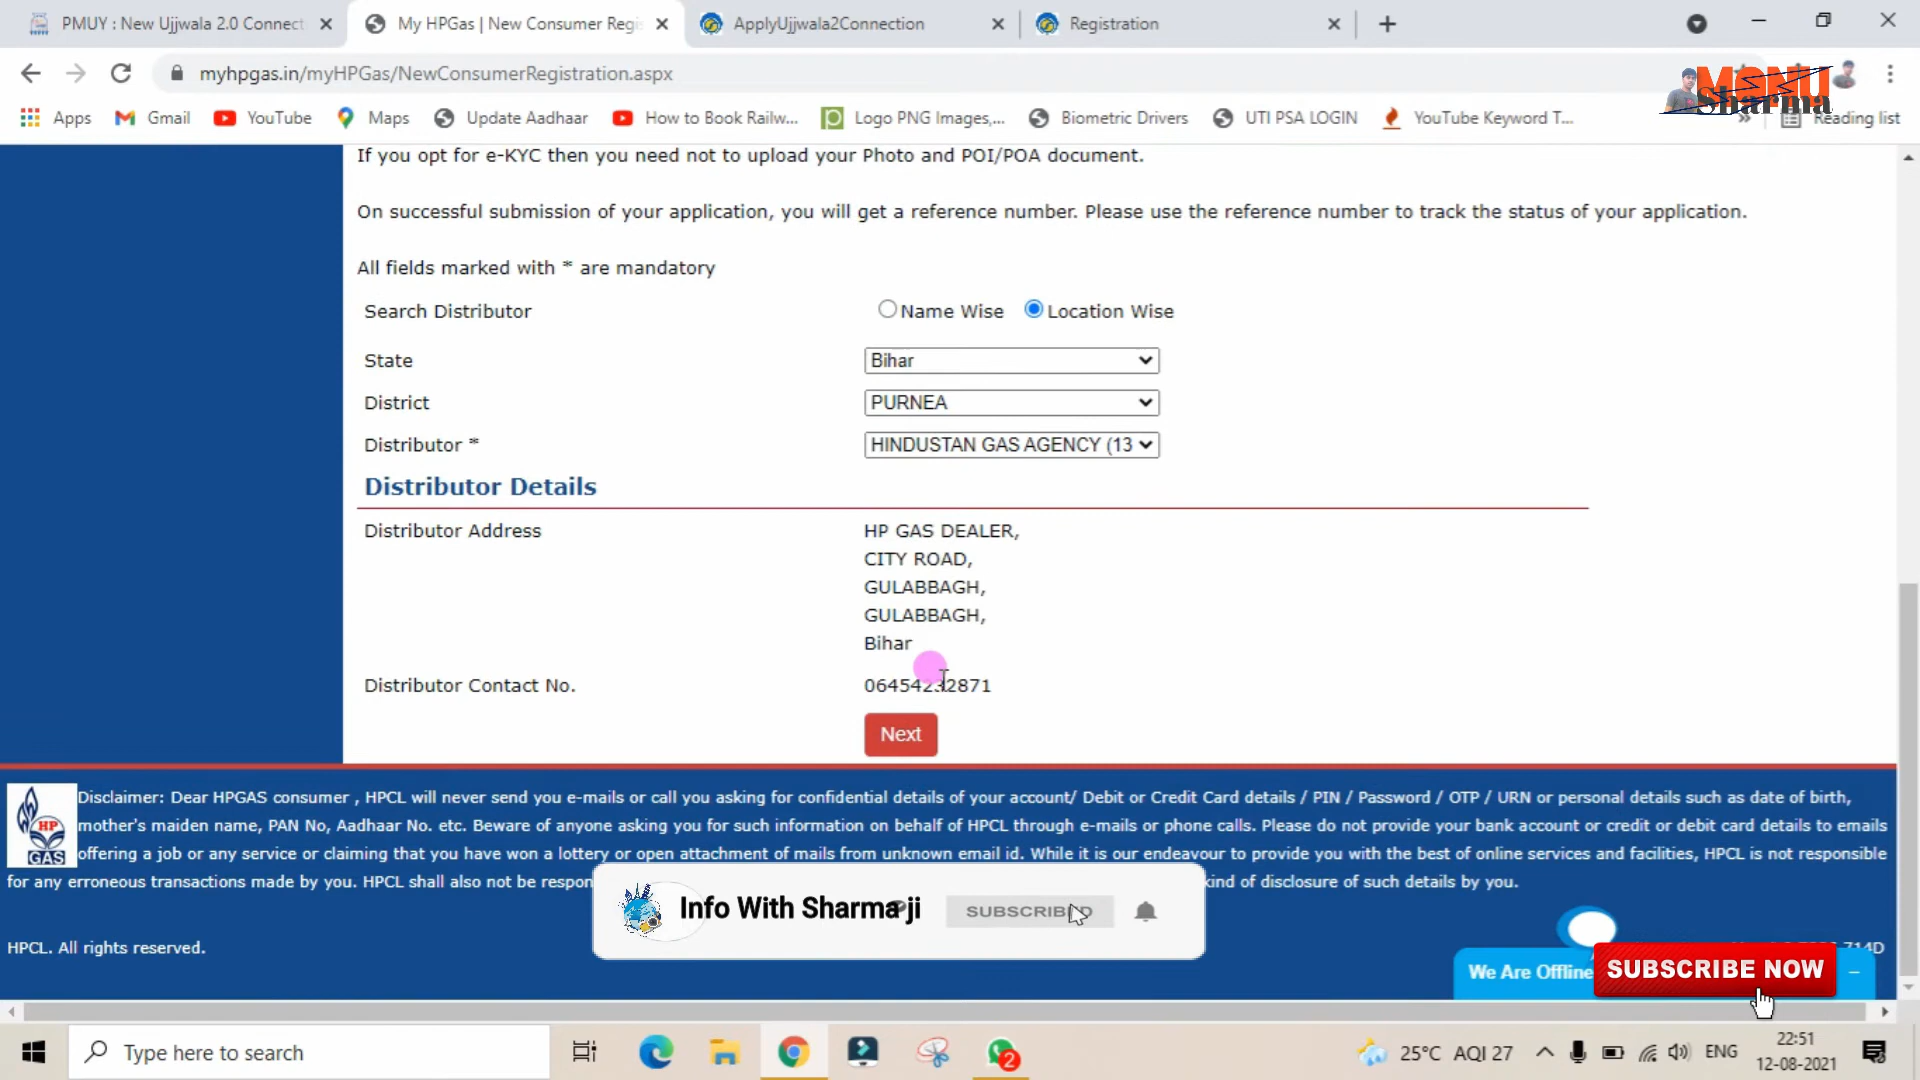 PMUY : New Ujjwala 2.0 Connect
My HPGas | New Consumer Regi
ApplyUjjwala2Connection
Registration
myhpgas.in/myHPGas/NewConsumerRegistration.aspx
MONU
Sharma
Apps
Gmail
YouTube
Maps
Update Aadhaar
How to Book Railw...
Logo PNG Images,...
Biometric Drivers
UTI PSA LOGIN
YouTube Keyword T...
Reading list
If you opt for e-KYC then you need not to upload your Photo and POI/POA document.
On successful submission of your application, you will get a reference number. Please use the reference number to track the status of your application.
All fields marked with * are mandatory
Search Distributor
Name Wise
Location Wise
State
Bihar
District
PURNEA
Distributor *
HINDUSTAN GAS AGENCY (13
Distributor Details
Distributor Address
HP GAS DEALER,
CITY ROAD,
GULABBAGH,
GULABBAGH,
Bihar
Distributor Contact No.
06454232871
Next
HP
GAS
Disclaimer: Dear HPGAS consumer , HPCL will never send you e-mails or call you asking for confidential details of your account/ Debit or Credit Card details / PIN / Password / OTP / URN or personal details such as date of birth,
mother's maiden name, PAN No, Aadhaar No. etc. Beware of anyone asking you for such information on behalf of HPCL through e-mails or phone calls. Please do not provide your bank account or credit or debit card details to emails
offering a job or any service or claiming that you have won a lottery or open attachment of mails from unknown email id. While it is our endeavour to provide you with the best of online services and facilities, HPCL is not responsible
for any erroneous transactions made by you. HPCL shall also not be respon
kind of disclosure of such details by you.
Info With Sharma ji
SUBSCRIBED
HPCL. All rights reserved.
714D
We Are Offline
SUBSCRIBE NOW
Type here to search
2
25°C AQI 27
ENG
22:51
12-08-2021